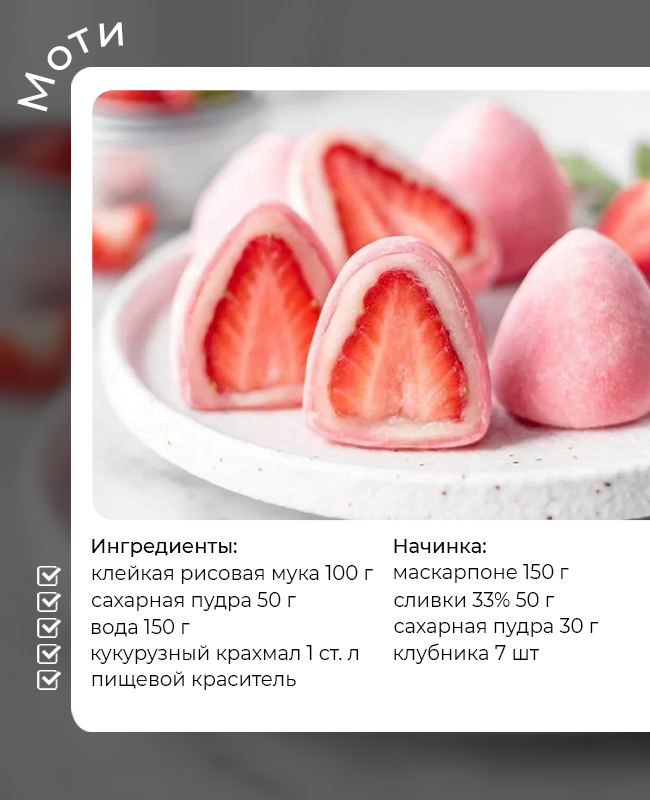 Моти
Ингредиенты:
клейкая рисовая мука 100 г
сахарная пудра 50 г
вода 150 г
кукурузный крахмал 1 ст. л
пищевой краситель
Начинка:
маскарпоне 150 г
сливки 33% 50 г
сахарная пудра 30 г
клубника 7 шт